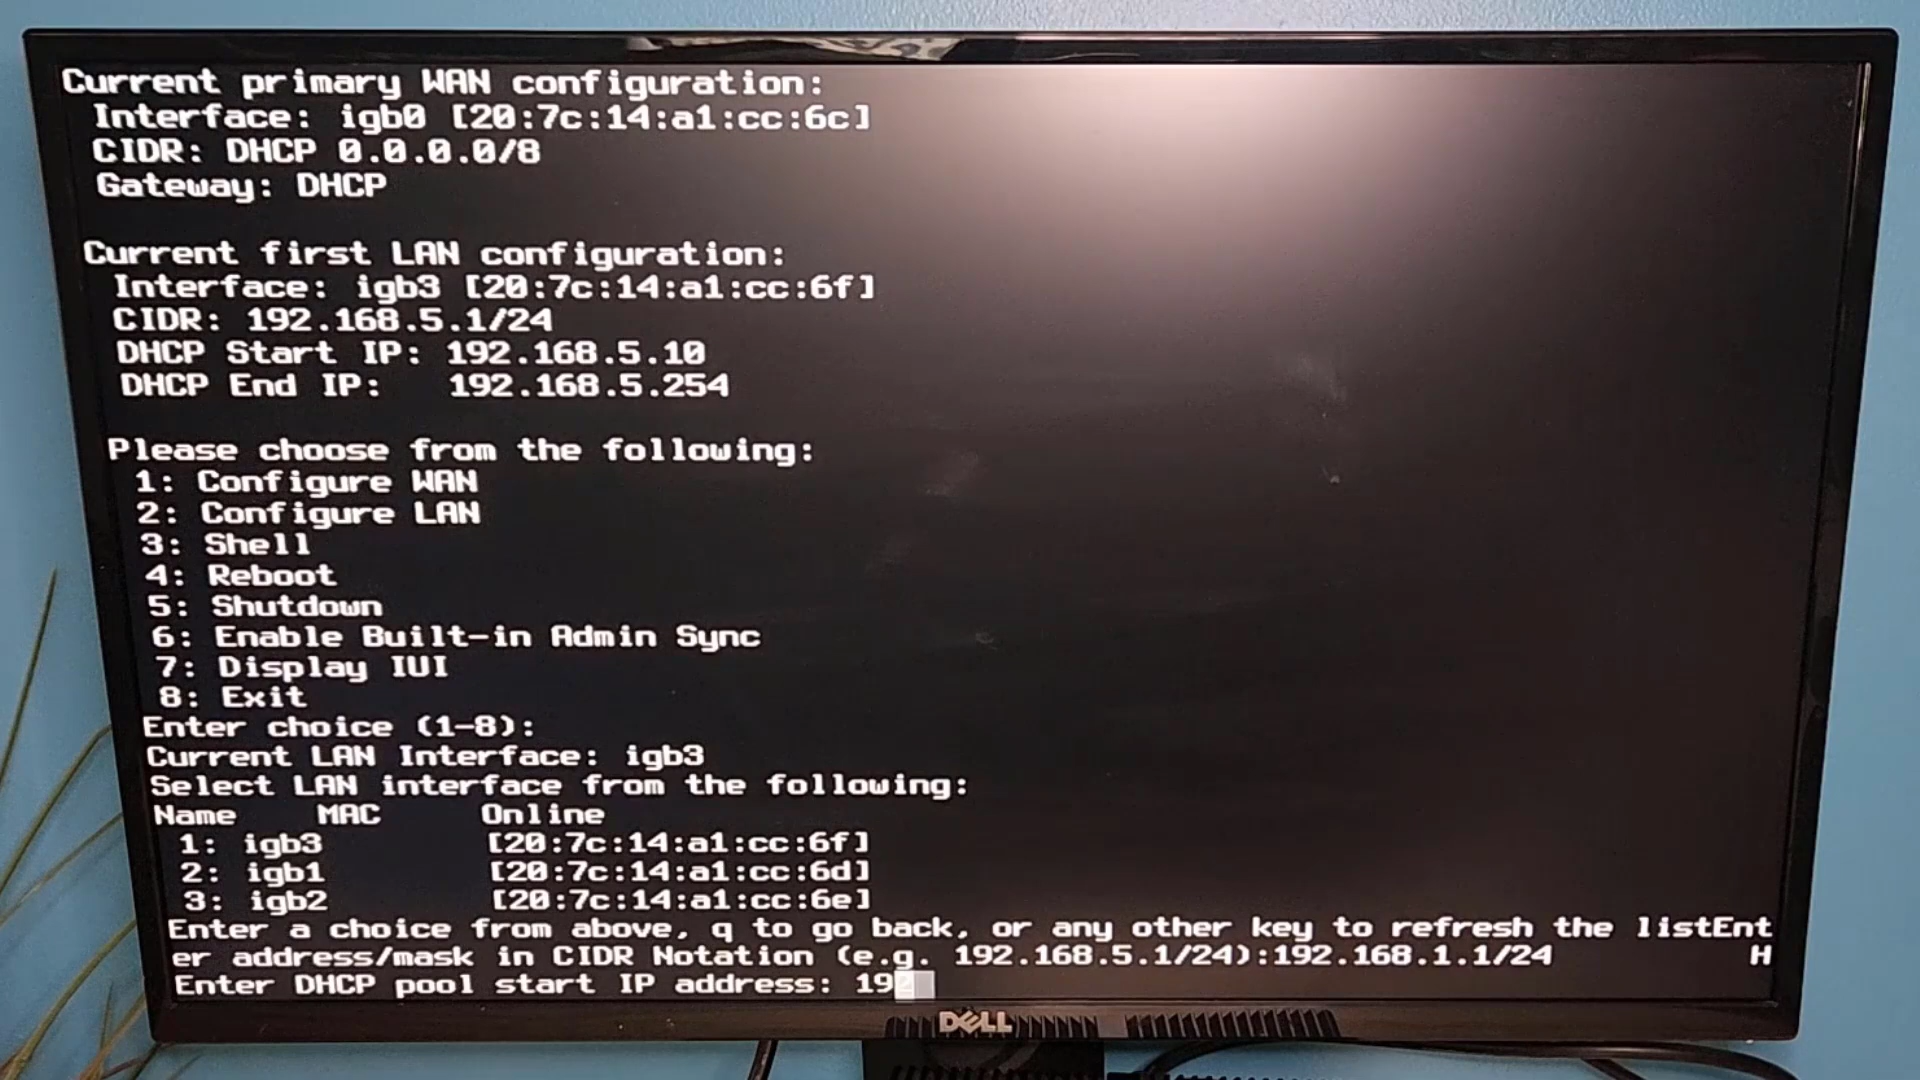 Current primary WAN configuration:
Interface: igb0 [20:7c:14:a1:cc:6c]
CIDR: DHCP 0.0.0.0/8
Gateway: DHCP
Current first LAN configuration:
Interface: igb3 [20:7c:14:a1:cc:6f]
CIDR: 192.168.5.1/24
DHCP Start IP: 192.168.5.10
DHCP End IP: 192.168.5.254
Please choose from the following:
1: Configure WAN
2: Configure LAN
3: Shell
4: Reboot
5: Shutdown
6: Enable Built-in Admin Sync
7: Display IUI
8: Exit
Enter choice (1-8):
Current LAN Interface: igb3
Select LAN interface from the following:
Name MAC Online
1: igb3 [20:7c:14:a1:cc:6f]
2: igb1 [20:7c:14:a1:cc:6d]
3: igb2 [20:7c:14:a1:cc:6e]
Enter a choice from above, q to go back, or any other key to refresh the listEnt
er address/mask in CIDR Notation (e.g. 192.168.5.1/24):192.168.1.1/24 H
Enter DHCP pool start IP address: 192
DELL